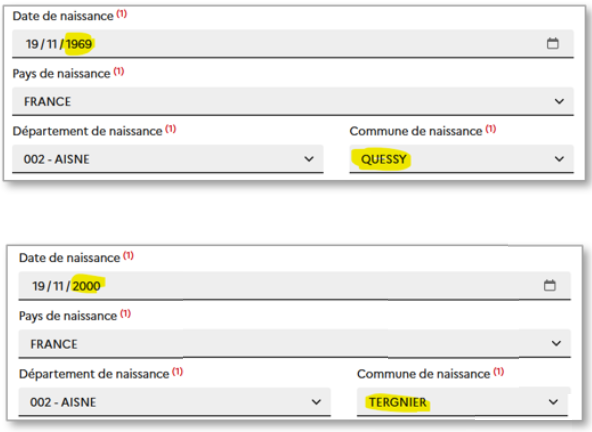 Date de naissance (1)
19/11/1969
Pays de naissance (1)
FRANCE
Département de naissance (1) Commune de naissance (1)
002 - AISNE QUESSY
Date de naissance (1)
19/11/2000
Pays de naissance (1)
FRANCE
Département de naissance (1) Commune de naissance (1)
002 - AISNE TERGNIER